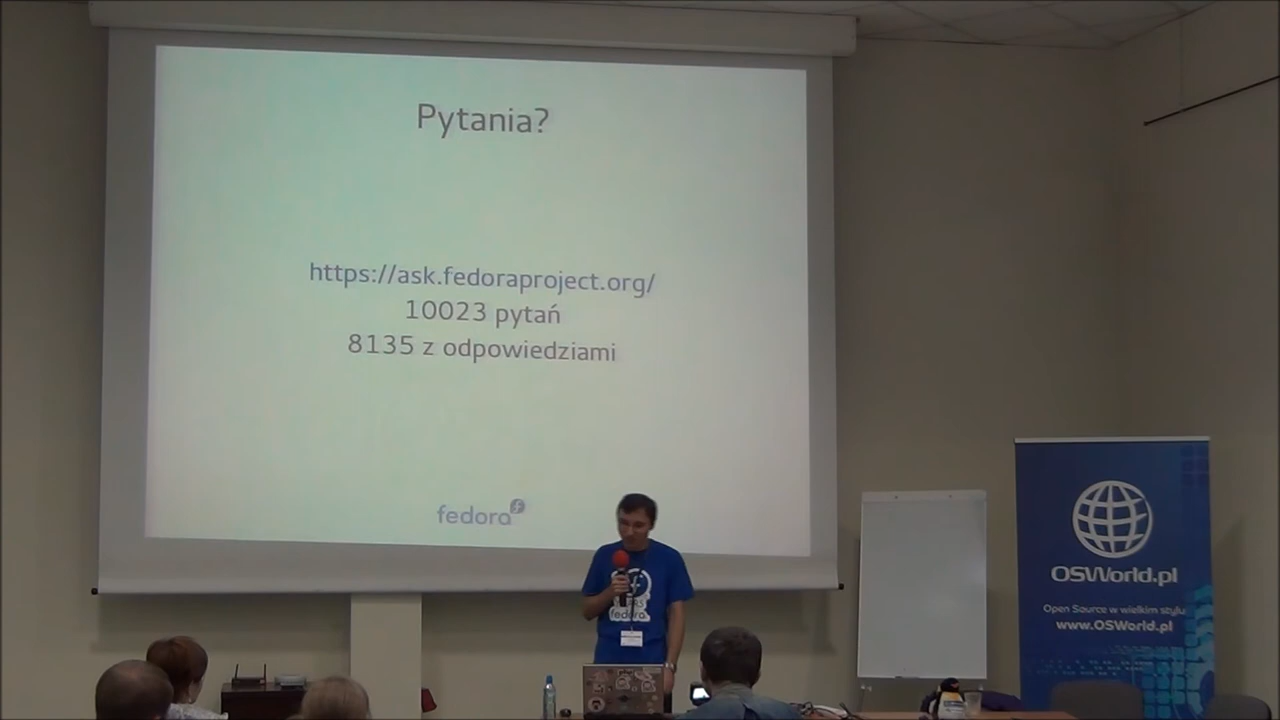 Pytania?
https://ask.fedoraproject.org/
10023 pytań
8135 z odpowiedziami
fedora
fedora
OSWorld.pl
Open Source w wielkim stylu
www.OSWorld.pl